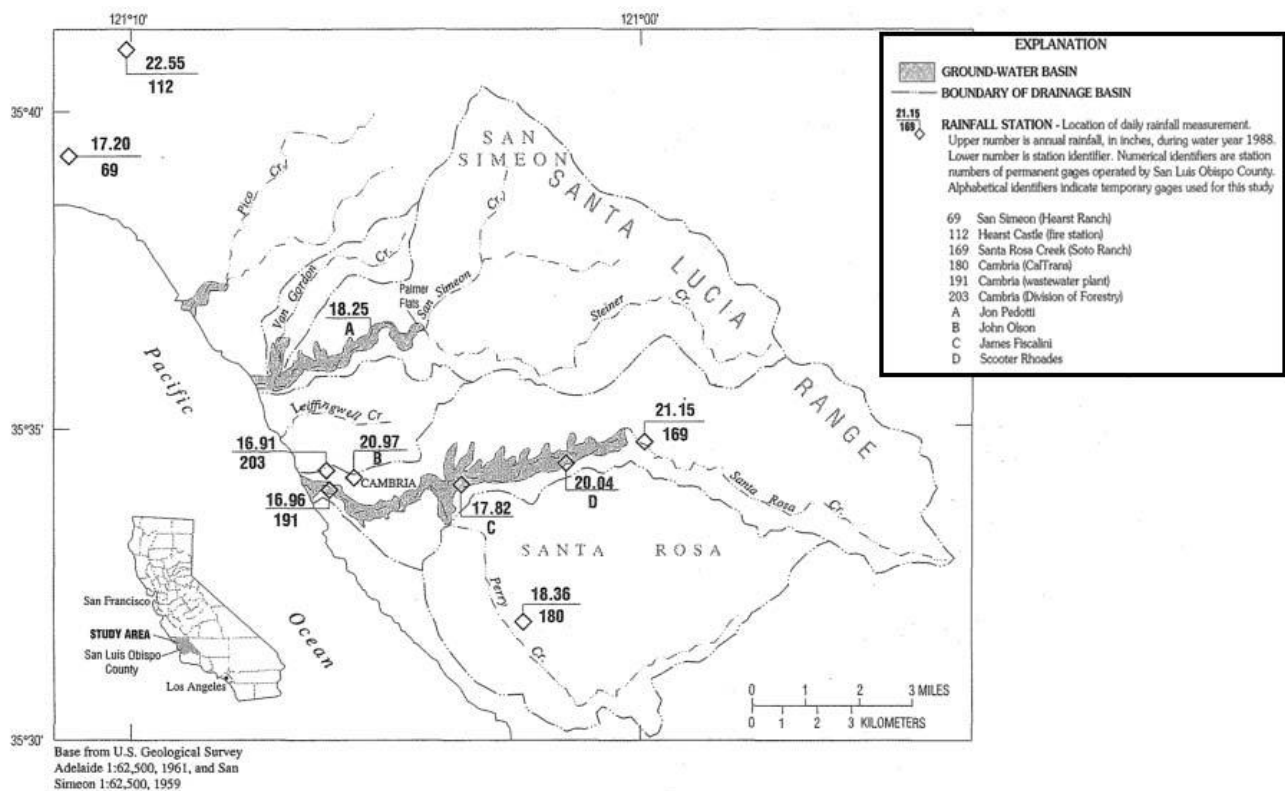 121°10'
121°00'
22.55
112
35°40'
17.20
69
SAN
SIMEON
SANTA
LUCIA
RANGE
Pico Cr.
Van Gordon Cr.
Palmer
Flats
San Simeon Cr.
Steiner Cr.
18.25
A
Pacific
Ocean
Leiffingwell Cr.
35°35'
16.91
203
20.97
B
CAMBRIA
16.96
191
17.82
C
20.04
D
21.15
169
Santa Rosa Cr.
SANTA ROSA
Perry Cr.
18.36
180
San Francisco
STUDY AREA
San Luis Obispo
County
Los Angeles
0 1 2 3 MILES
0 1 2 3 KILOMETERS
35°30'
Base from U.S. Geological Survey
Adelaide 1:62,500, 1961, and San
Simeon 1:62,500, 1959
EXPLANATION
GROUND-WATER BASIN
BOUNDARY OF DRAINAGE BASIN
21.15
169
RAINFALL STATION - Location of daily rainfall measurement.
Upper number is annual rainfall, in inches, during water year 1988.
Lower number is station identifier. Numerical identifiers are station
numbers of permanent gages operated by San Luis Obispo County.
Alphabetical identifiers indicate temporary gages used for this study
69 San Simeon (Hearst Ranch)
112 Hearst Castle (fire station)
169 Santa Rosa Creek (Soto Ranch)
180 Cambria (CalTrans)
191 Cambria (wastewater plant)
203 Cambria (Division of Forestry)
A Jon Pedotti
B John Olson
C James Fiscalini
D Scooter Rhoades